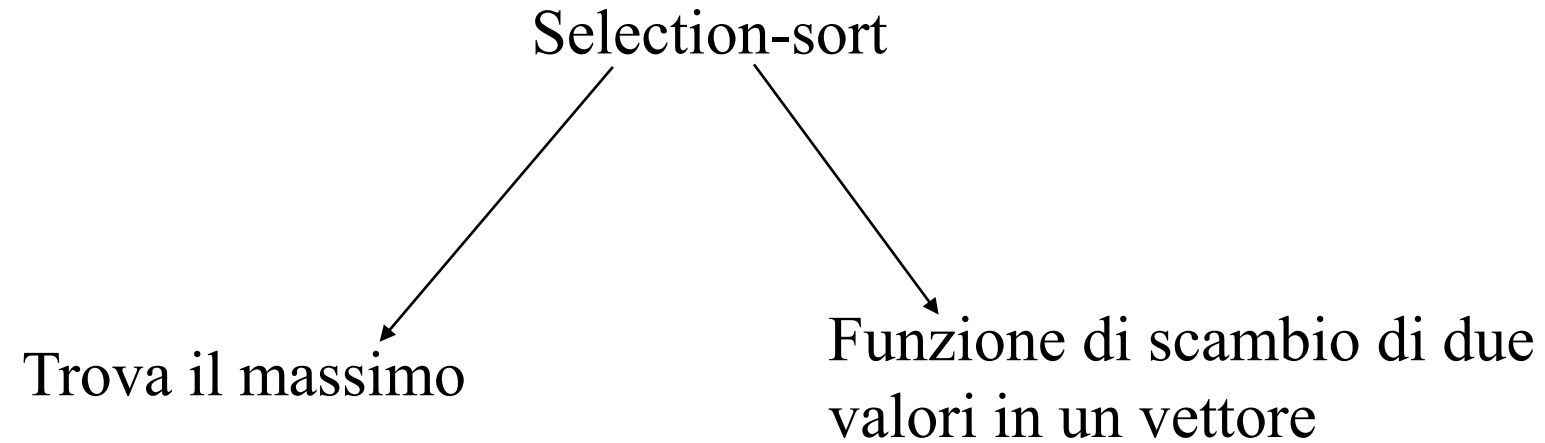 Selection-sort
Trova il massimo
Funzione di scambio di due
valori in un vettore